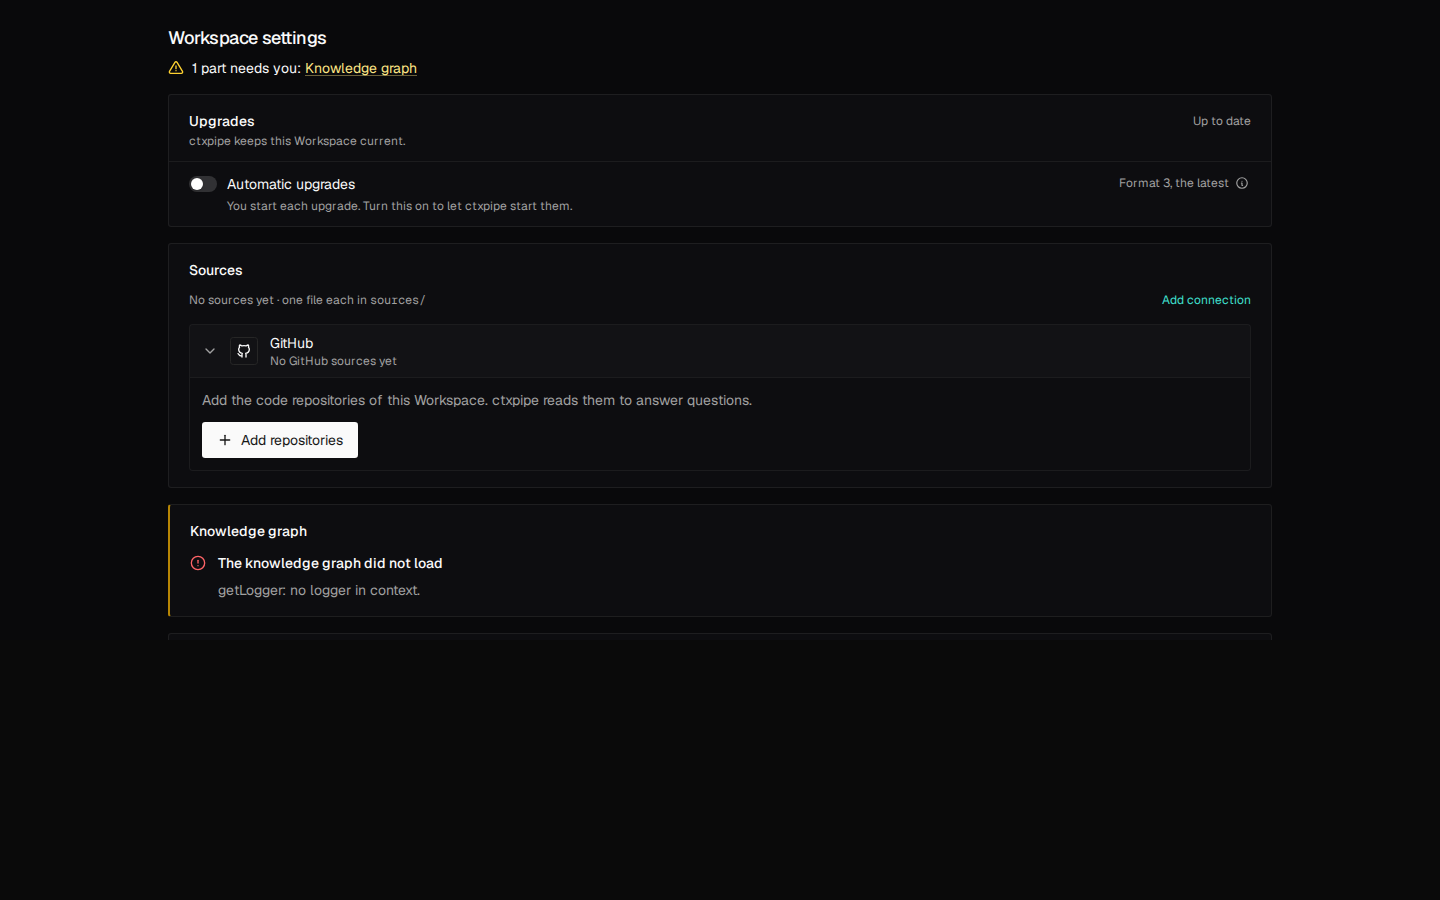 Workspace settings
1 part needs you: Knowledge graph
Upgrades
Up to date
ctxpipe keeps this Workspace current.
Automatic upgrades
Format 3, the latest
You start each upgrade. Turn this on to let ctxpipe start them.
Sources
No sources yet · one file each in sources/
Add connection
GitHub
No GitHub sources yet
Add the code repositories of this Workspace. ctxpipe reads them to answer questions.
Add repositories
Knowledge graph
The knowledge graph did not load
getLogger: no logger in context.